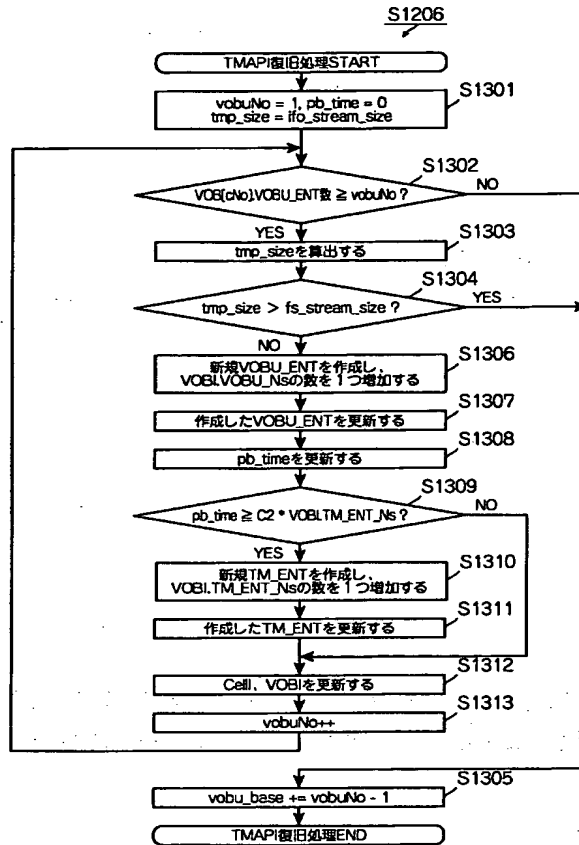 S1206
TMAPI復旧処理START
S1301
vobuNo = 1, pb_time = 0
tmp_size = ifo_stream_size
S1302
VOB[cNo].VOBU_ENT数 ≧ vobuNo ?
NO
YES
S1303
tmp_sizeを算出する
S1304
tmp_size > fs_stream_size ?
YES
NO
S1306
新規VOBU_ENTを作成し、
VOBI.VOBU_Nsの数を1つ増加する
S1307
作成したVOBU_ENTを更新する
S1308
pb_timeを更新する
S1309
pb_time ≧ C2 * VOBI.TM_ENT_Ns ?
NO
YES
S1310
新規TM_ENTを作成し、
VOBI.TM_ENT_Nsの数を1つ増加する
S1311
作成したTM_ENTを更新する
S1312
CellI、VOBIを更新する
S1313
vobuNo++
S1305
vobu_base += vobuNo - 1
TMAPI復旧処理END